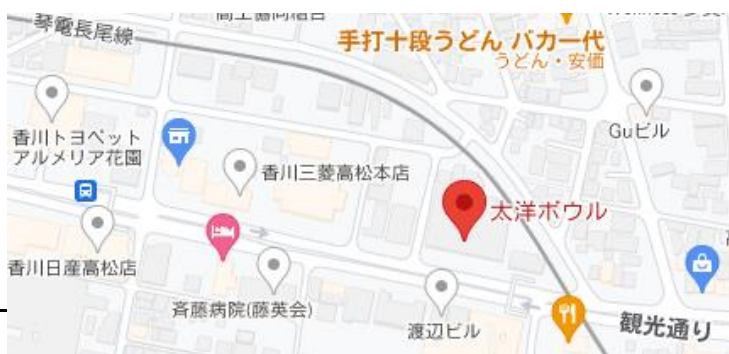 琴電長尾線
手打十段うどん バカ一代
うどん・安価
Guビル
香川トヨペット
アルメリア花園
香川三菱高松本店
太洋ボウル
香川日産高松店
斉藤病院(藤英会)
渡辺ビル
観光通り